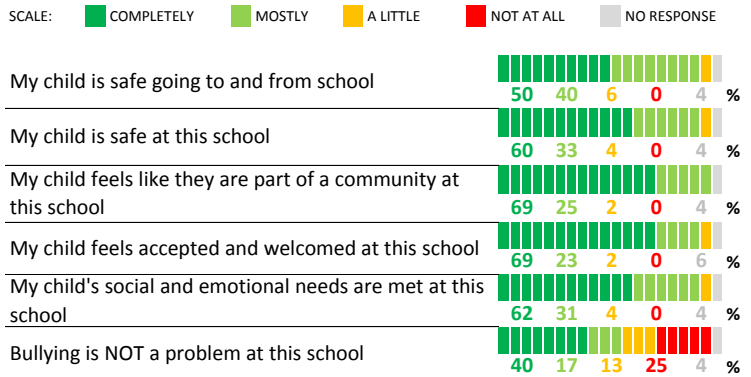 SCALE: COMPLETELY MOSTLY A LITTLE NOT AT ALL NO RESPONSE
My child is safe going to and from school
50 40 6 0 4 %
My child is safe at this school
60 33 4 0 4 %
My child feels like they are part of a community at
this school
69 25 2 0 4 %
My child feels accepted and welcomed at this school
69 23 2 0 6 %
My child's social and emotional needs are met at this
school
62 31 4 0 4 %
Bullying is NOT a problem at this school
40 17 13 25 4 %